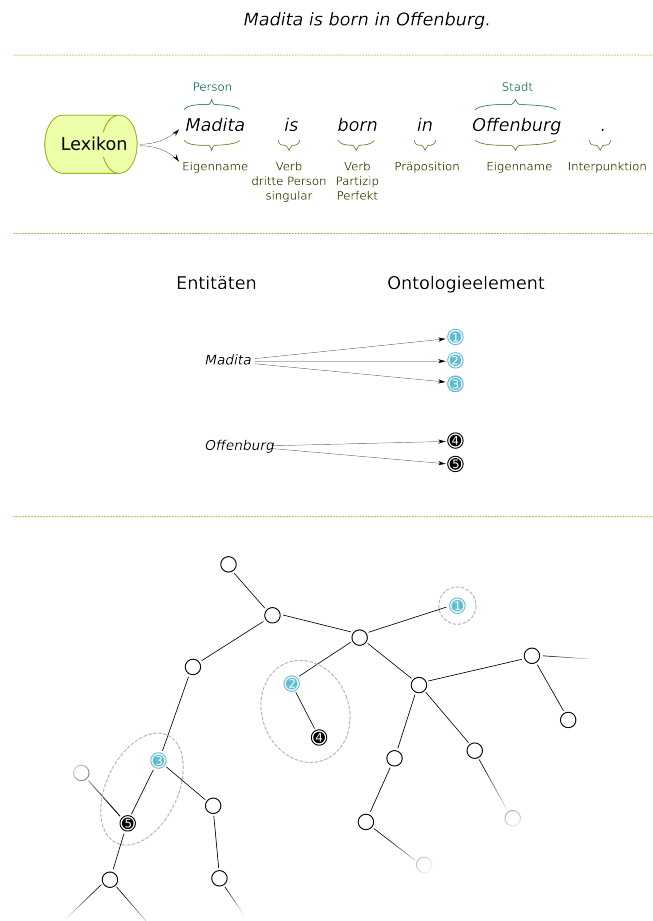 Madita is born in Offenburg.
Person Stadt
Lexikon Madita is born in Offenburg .
Eigenname Verb Verb Präposition Eigenname Interpunktion
dritte Person Partizip
singular Perfekt
Entitäten Ontologieelement
1
Madita 2
3
4
Offenburg
5
1
2
4
3
5